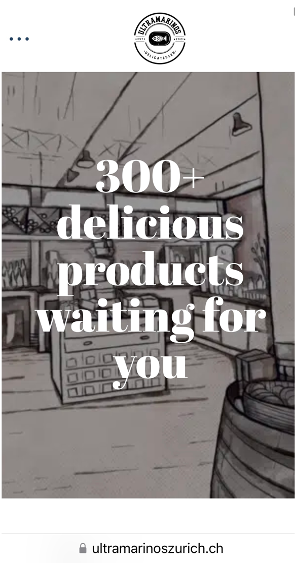 ULTRAMARINOS
300+
delicious
products
waiting for
you
ultramarinoszurich.ch